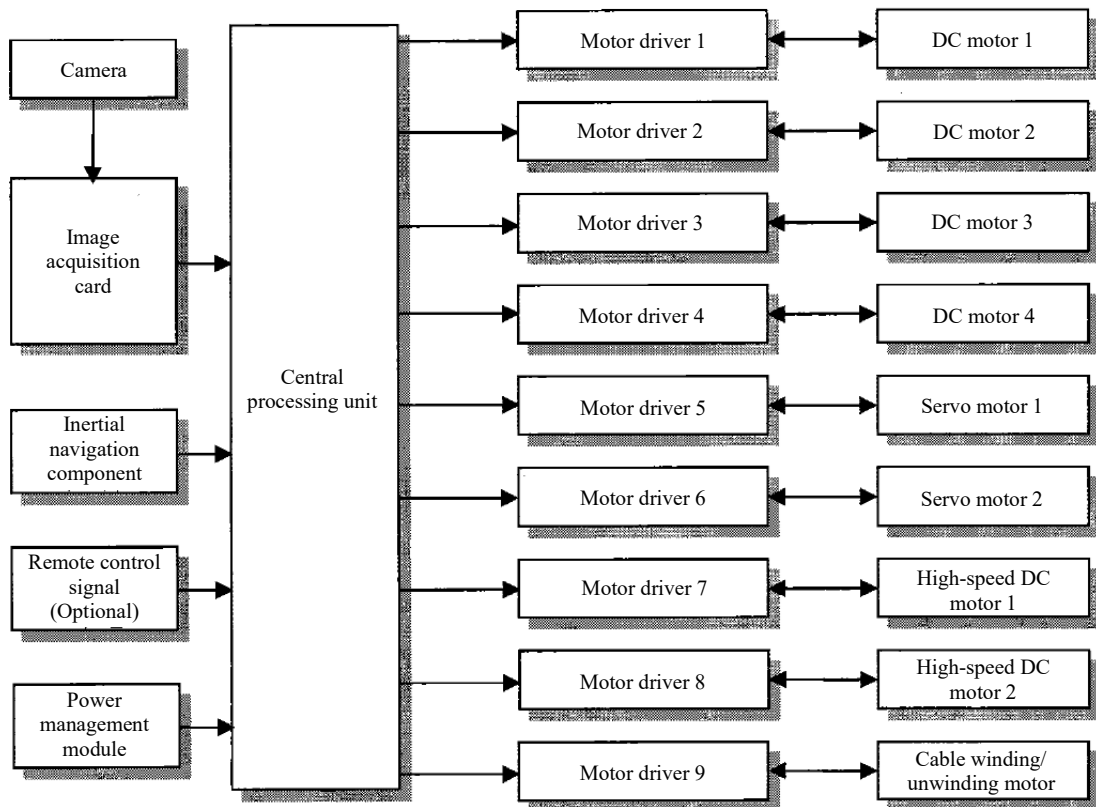 Camera
Image
acquisition
card
Inertial
navigation
component
Remote control
signal
(Optional)
Power
management
module
Central
processing unit
Motor driver 1
DC motor 1
Motor driver 2
DC motor 2
Motor driver 3
DC motor 3
Motor driver 4
DC motor 4
Motor driver 5
Servo motor 1
Motor driver 6
Servo motor 2
Motor driver 7
High-speed DC
motor 1
Motor driver 8
High-speed DC
motor 2
Motor driver 9
Cable winding/
unwinding motor